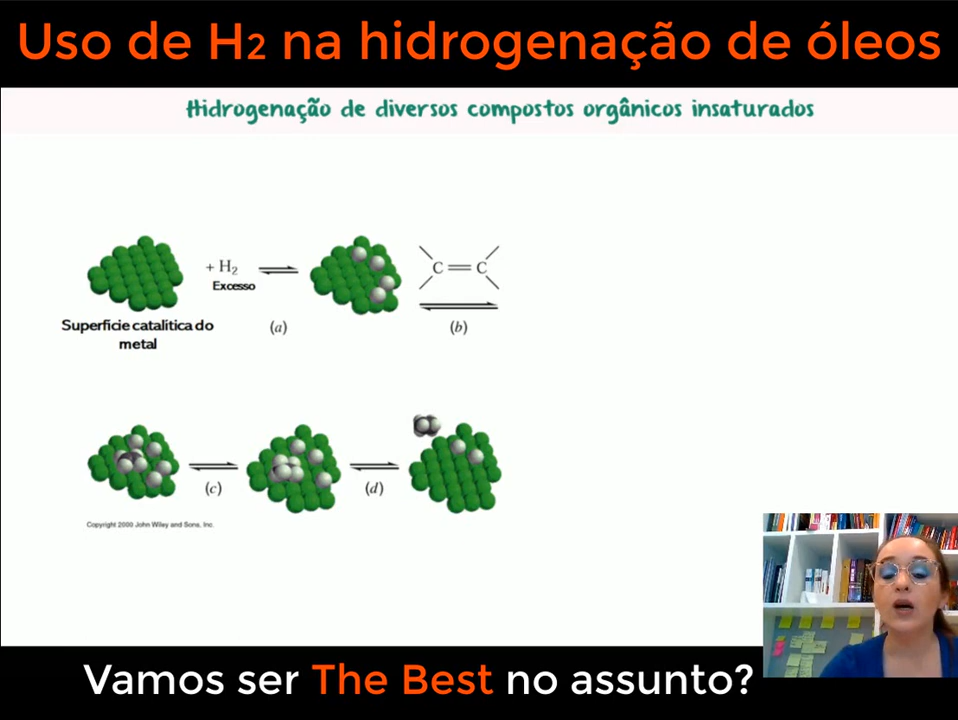 Uso de H2 na hidrogenação de óleos
Hidrogenação de diversos compostos orgânicos insaturados
+ H2
Excesso
C=C
Superfície catalítica do
metal
(a)
(b)
(c)
(d)
Copyright 2000 John Wiley and Sons, Inc.
Vamos ser The Best no assunto?